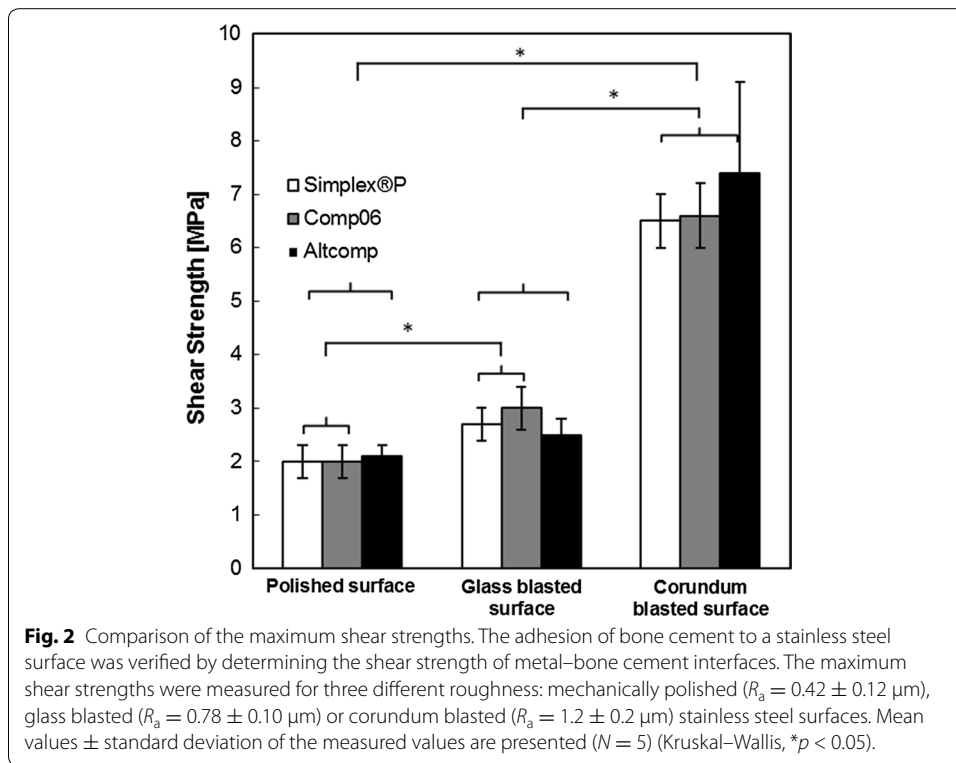 10
*
9
*
8
Simplex®P
7
Comp06
6
Altcomp
Shear Strength [MPa]
5
*
4
3
2
1
0
Polished surface
Glass blasted
surface
Corundum
blasted surface
Fig. 2 Comparison of the maximum shear strengths. The adhesion of bone cement to a stainless steel
surface was verified by determining the shear strength of metal–bone cement interfaces. The maximum
shear strengths were measured for three different roughness: mechanically polished (Ra = 0.42 ± 0.12 μm),
glass blasted (Ra = 0.78 ± 0.10 μm) or corundum blasted (Ra = 1.2 ± 0.2 μm) stainless steel surfaces. Mean
values ± standard deviation of the measured values are presented (N = 5) (Kruskal–Wallis, *p < 0.05).